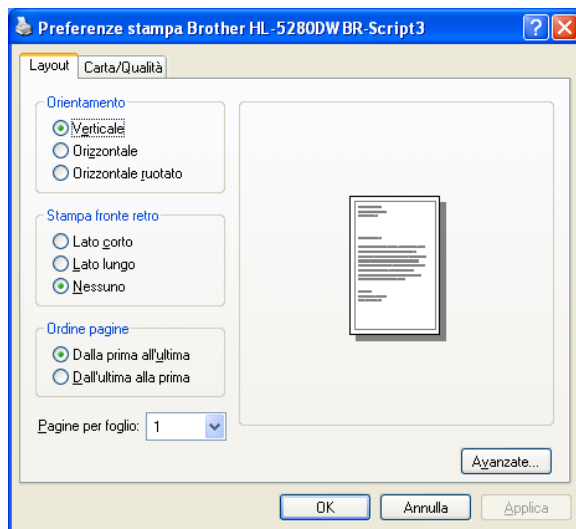 Preferenze stampa Brother HL-5280DW BR-Script3
Layout
Carta/Qualità
Orientamento
Verticale
Orizzontale
Orizzontale ruotato
Stampa fronte retro
Lato corto
Lato lungo
Nessuno
Ordine pagine
Dalla prima all'ultima
Dall'ultima alla prima
Pagine per foglio: 1
Avanzate...
OK Annulla Applica